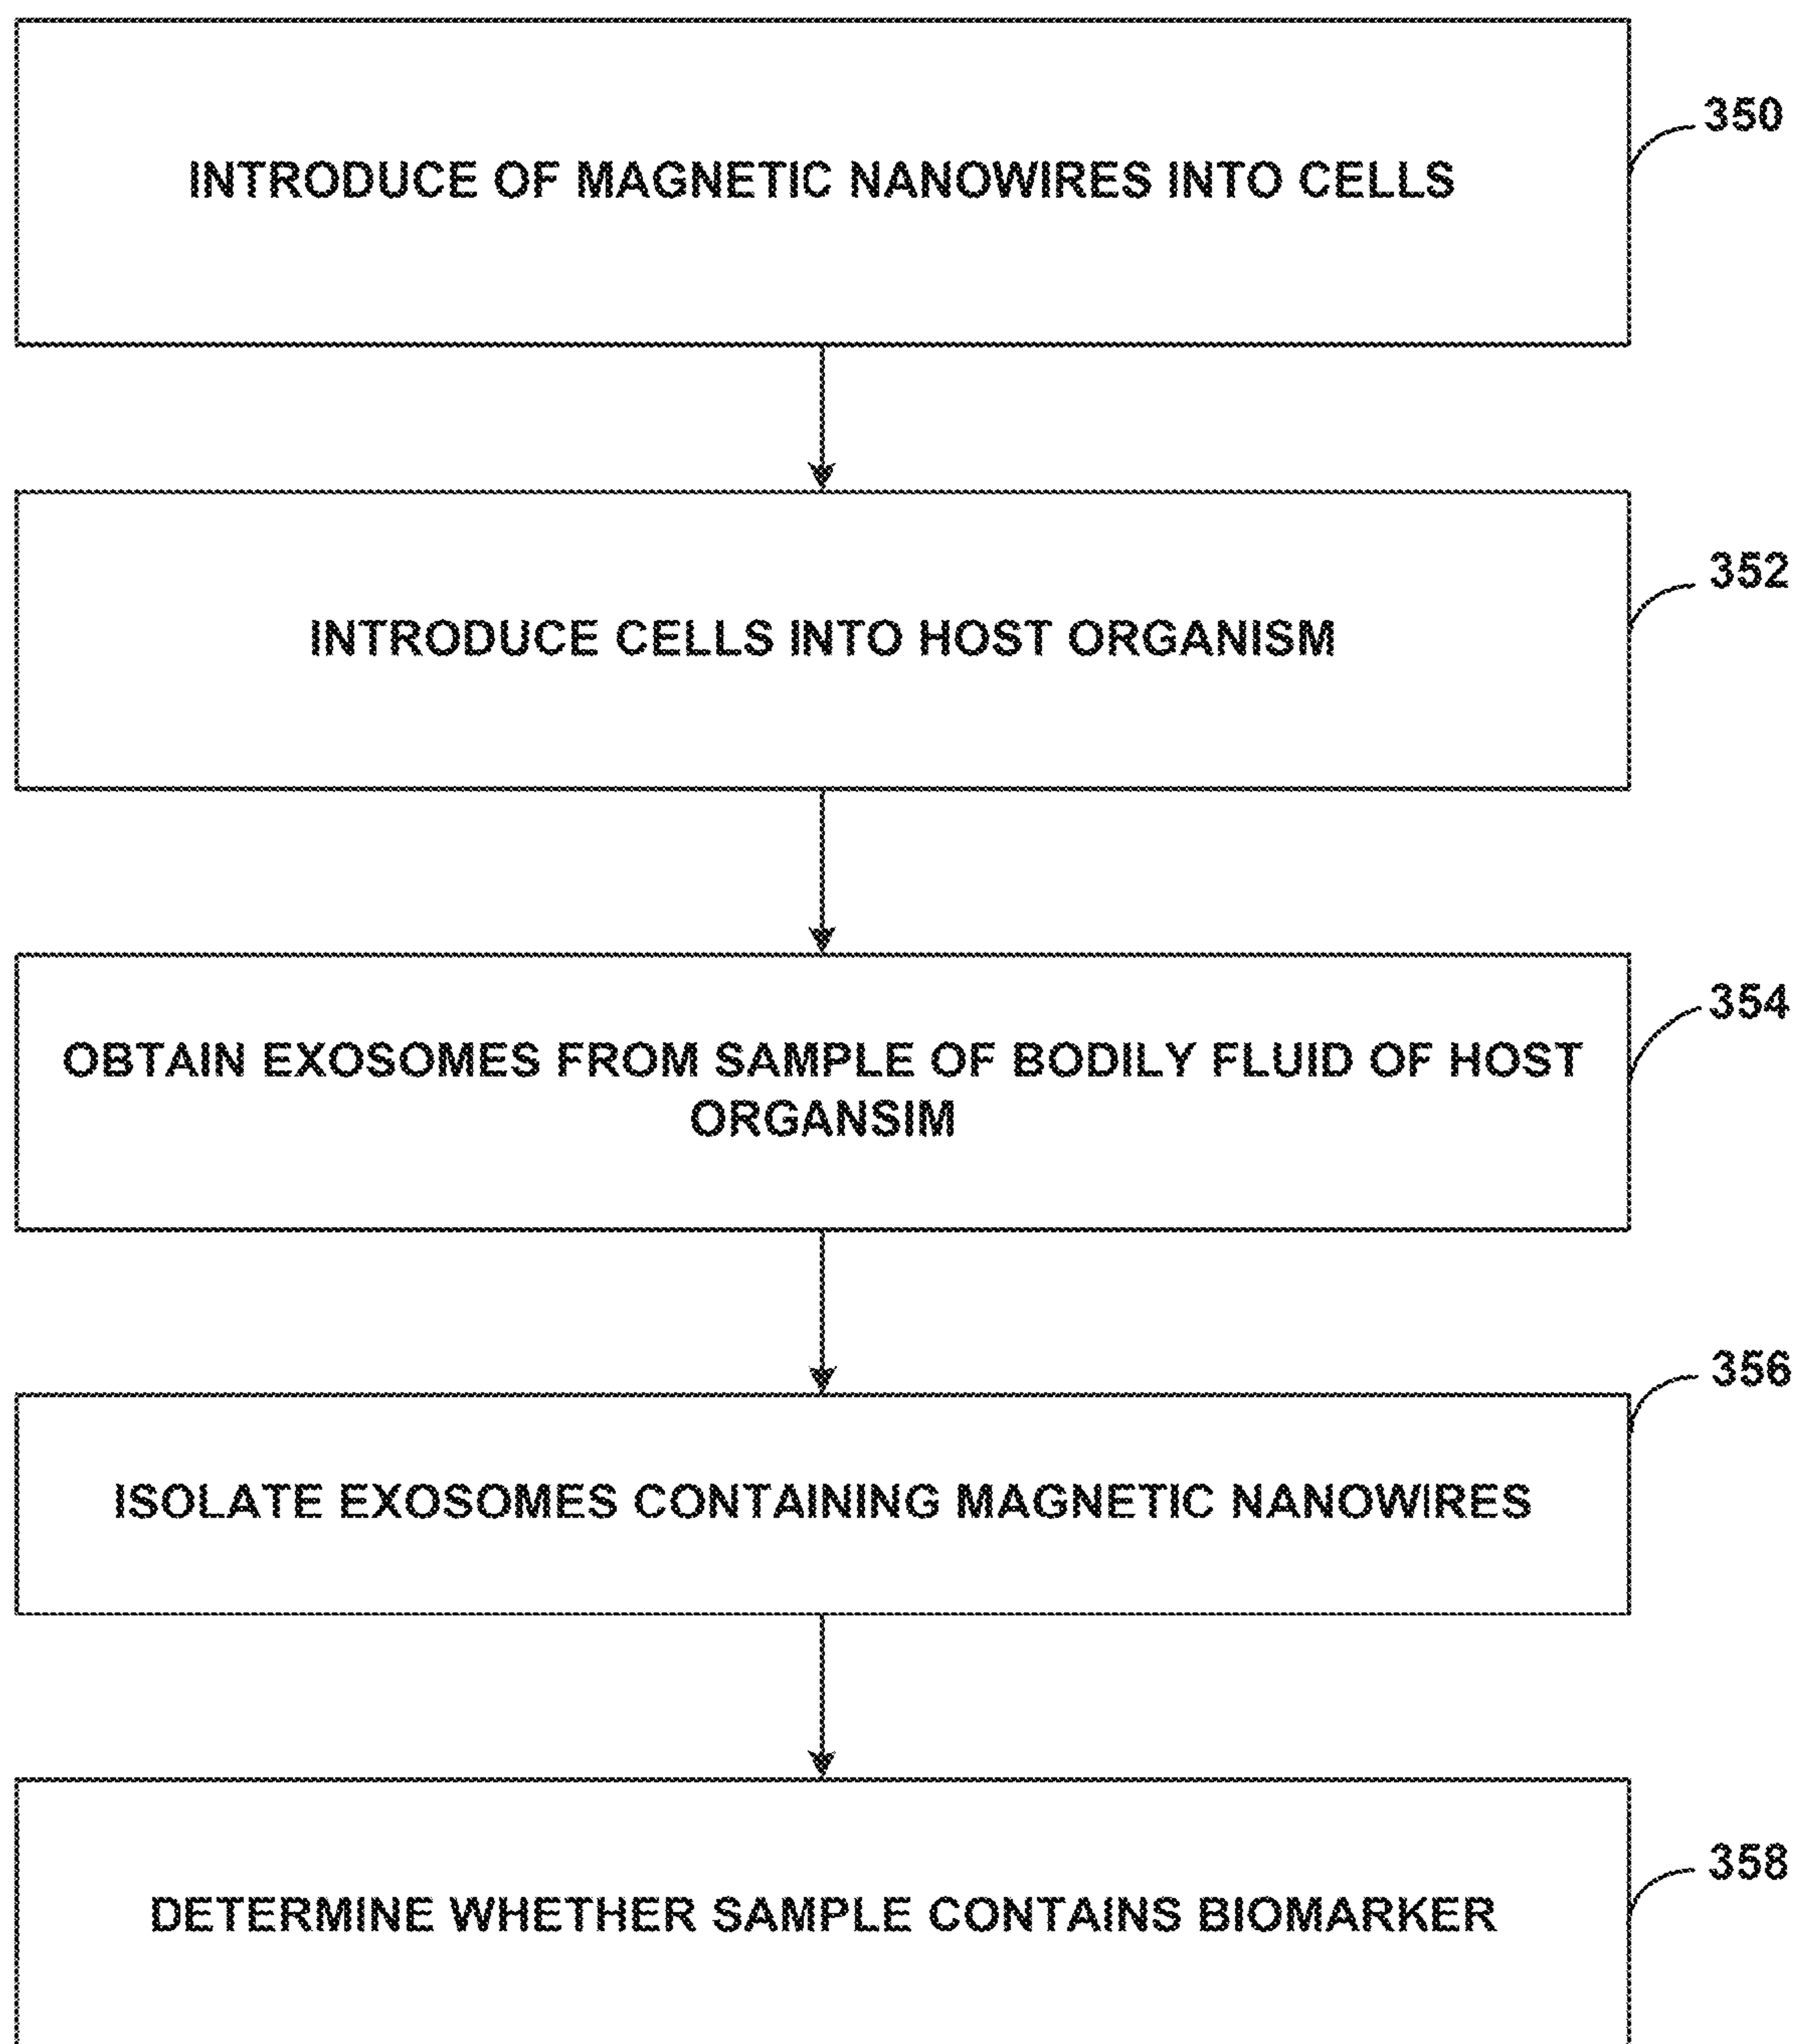 INTRODUCE OF MAGNETIC NANOWIRES INTO CELLS
350
INTRODUCE CELLS INTO HOST ORGANISM
352
OBTAIN EXOSOMES FROM SAMPLE OF BODILY FLUID OF HOST
ORGANSIM
354
ISOLATE EXOSOMES CONTAINING MAGNETIC NANOWIRES
356
DETERMINE WHETHER SAMPLE CONTAINS BIOMARKER
358